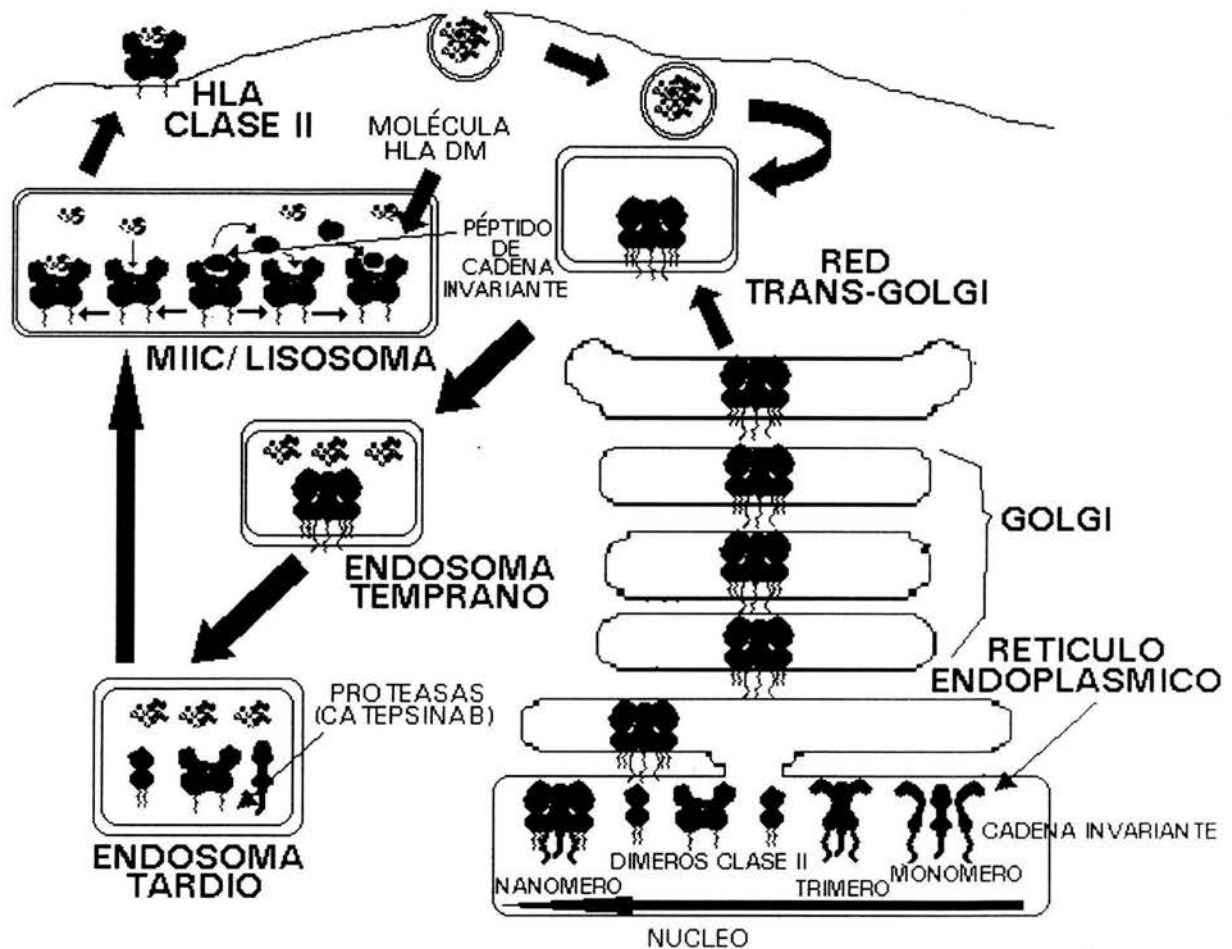 HLA
CLASE II
MOLÉCULA
HLA DM
PÉPTIDO
DE
CADENA
INVARIANTE
RED
TRANS-GOLGI
MIIC/ LISOSOMA
GOLGI
ENDOSOMA
TEMPRANO
RETICULO
ENDOPLASMICO
PROTEASAS
(CATEPSINAB)
ENDOSOMA
TARDIO
CADENA INVARIANTE
DIMEROS CLASE II
MONOMERO
TRIMERO
NANOMERO
NUCLEO